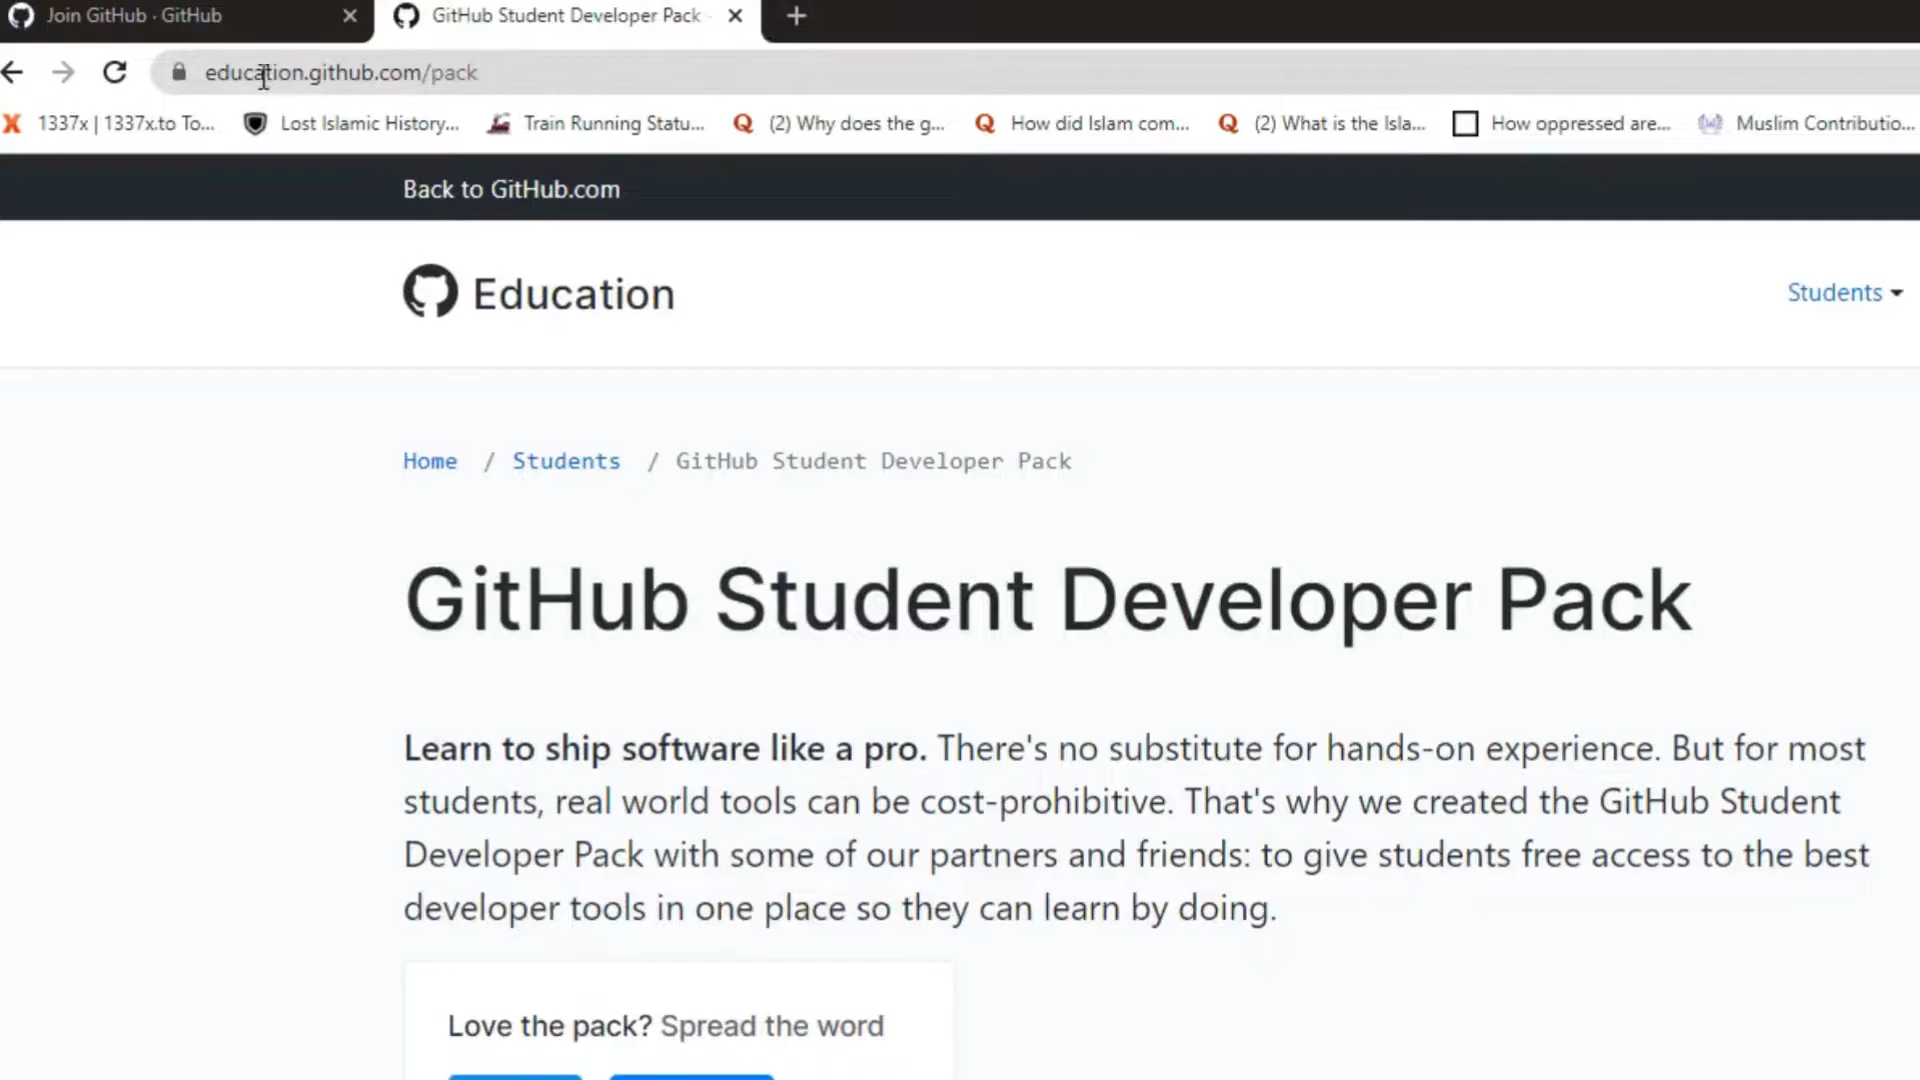 Join GitHub · GitHub
GitHub Student Developer Pack
education.github.com/pack
1337x | 1337x.to To...
Lost Islamic History...
Train Running Statu...
(2) Why does the g...
How did Islam com...
(2) What is the Isla...
How oppressed are...
Muslim Contributio...
Back to GitHub.com
Education
Students
Home / Students / GitHub Student Developer Pack
GitHub Student Developer Pack
Learn to ship software like a pro. There's no substitute for hands-on experience. But for most
students, real world tools can be cost-prohibitive. That's why we created the GitHub Student
Developer Pack with some of our partners and friends: to give students free access to the best
developer tools in one place so they can learn by doing.
Love the pack? Spread the word